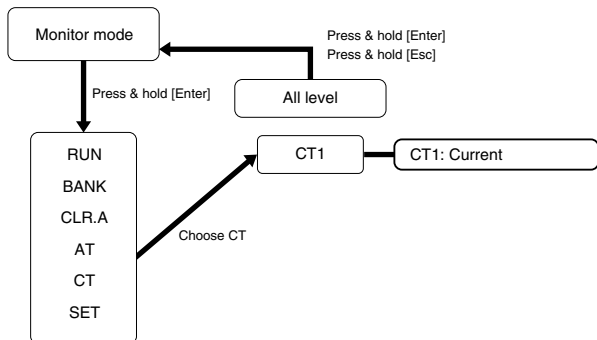 Monitor mode
Press & hold [Enter]
Press & hold [Esc]
Press & hold [Enter]
All level
RUN
BANK
CLR.A
AT
CT
SET
Choose CT
CT1
CT1: Current